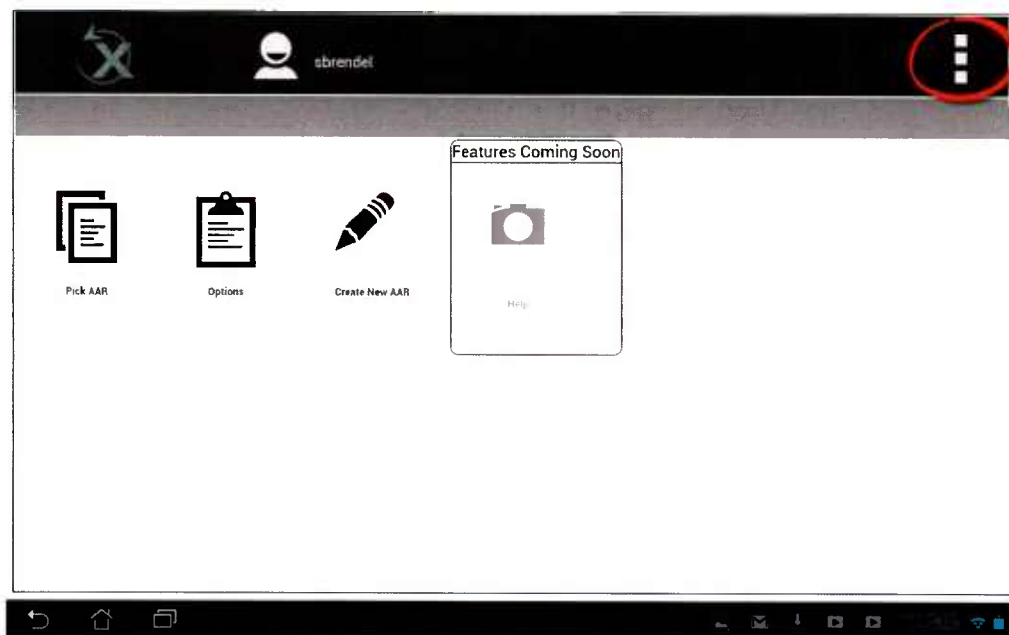 sbrendel
Features Coming Soon
Pick AAR
Options
Create New AAR
Help